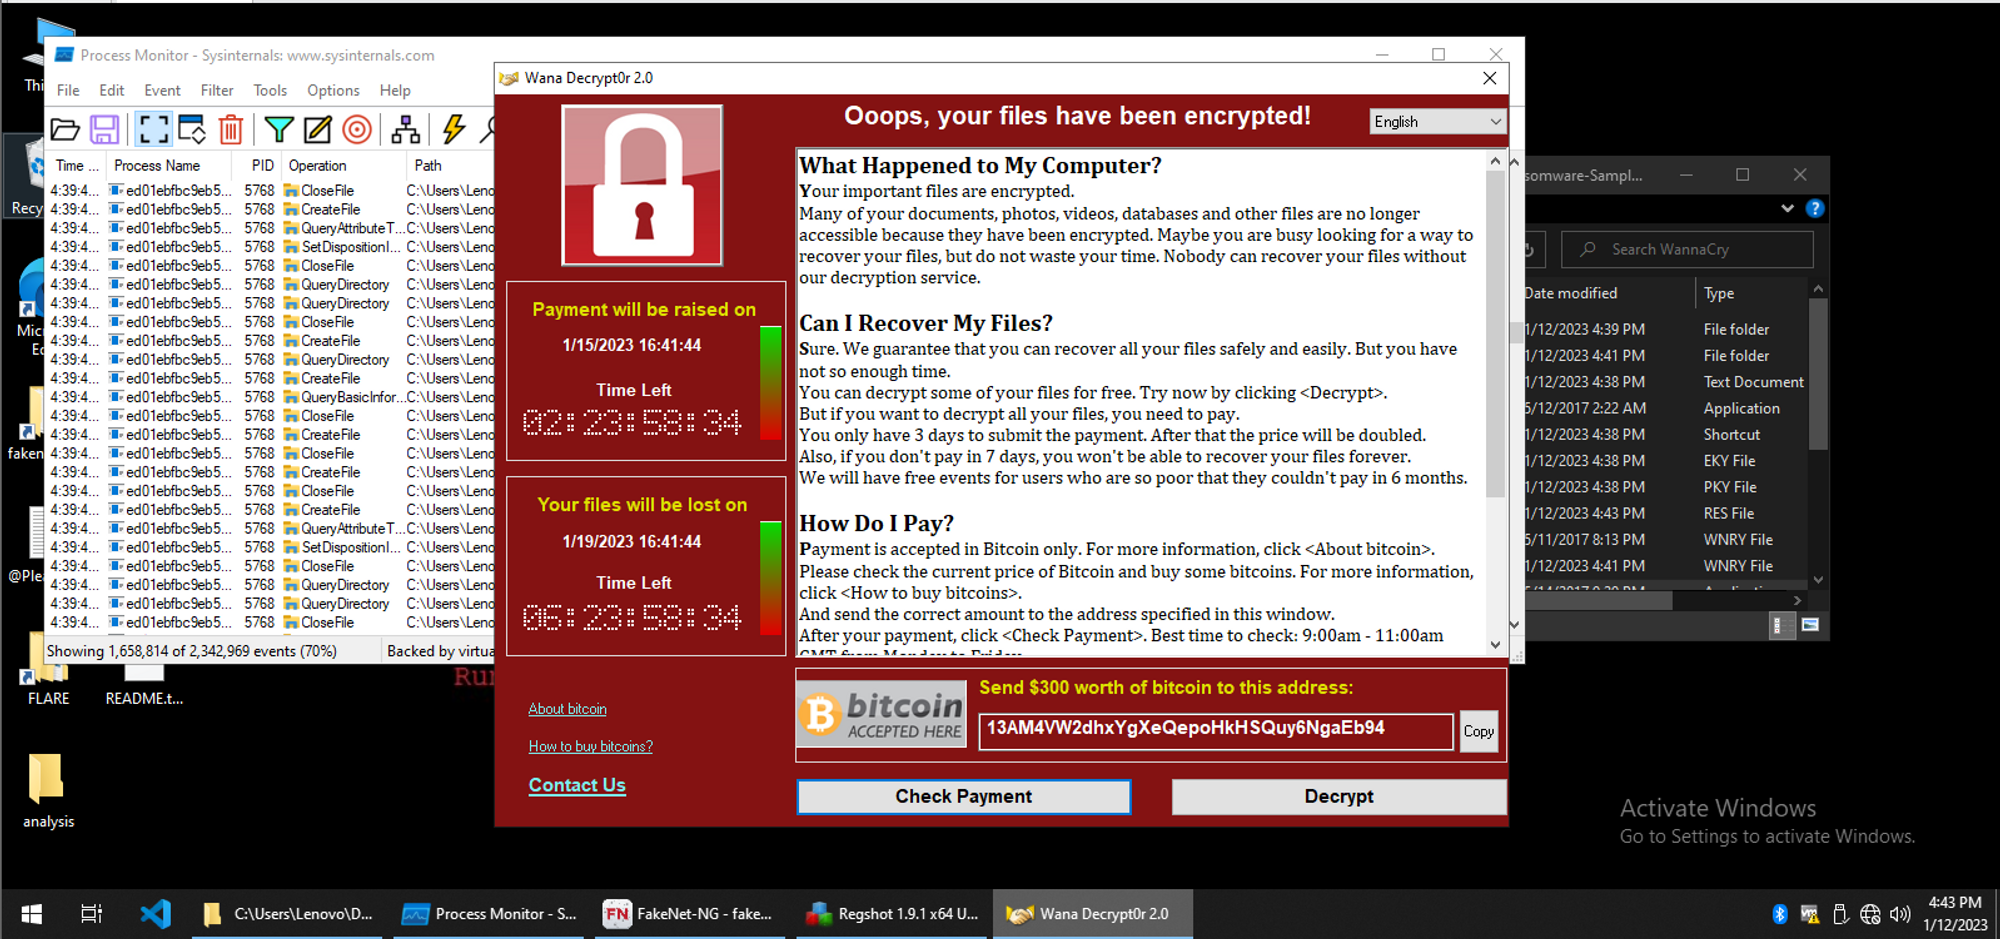 Process Monitor - Sysinternals: www.sysinternals.com
File Edit Event Filter Tools Options Help
Time ... Process Name PID Operation Path
4:39:4... ed01ebfbc9eb5... 5768 CloseFile C:\Users\Leno
4:39:4... ed01ebfbc9eb5... 5768 CreateFile C:\Users\Leno
4:39:4... ed01ebfbc9eb5... 5768 QueryAttributeT... C:\Users\Leno
4:39:4... ed01ebfbc9eb5... 5768 SetDispositionI... C:\Users\Leno
4:39:4... ed01ebfbc9eb5... 5768 CloseFile C:\Users\Leno
4:39:4... ed01ebfbc9eb5... 5768 QueryDirectory C:\Users\Leno
4:39:4... ed01ebfbc9eb5... 5768 QueryDirectory C:\Users\Leno
4:39:4... ed01ebfbc9eb5... 5768 CloseFile C:\Users\Leno
4:39:4... ed01ebfbc9eb5... 5768 CreateFile C:\Users\Leno
4:39:4... ed01ebfbc9eb5... 5768 QueryDirectory C:\Users\Leno
4:39:4... ed01ebfbc9eb5... 5768 CreateFile C:\Users\Leno
4:39:4... ed01ebfbc9eb5... 5768 QueryBasicInfor... C:\Users\Leno
4:39:4... ed01ebfbc9eb5... 5768 CloseFile C:\Users\Leno
4:39:4... ed01ebfbc9eb5... 5768 CreateFile C:\Users\Leno
4:39:4... ed01ebfbc9eb5... 5768 CloseFile C:\Users\Leno
4:39:4... ed01ebfbc9eb5... 5768 CreateFile C:\Users\Leno
4:39:4... ed01ebfbc9eb5... 5768 CloseFile C:\Users\Leno
4:39:4... ed01ebfbc9eb5... 5768 CreateFile C:\Users\Leno
4:39:4... ed01ebfbc9eb5... 5768 QueryAttributeT... C:\Users\Leno
4:39:4... ed01ebfbc9eb5... 5768 SetDispositionI... C:\Users\Leno
4:39:4... ed01ebfbc9eb5... 5768 CloseFile C:\Users\Leno
4:39:4... ed01ebfbc9eb5... 5768 QueryDirectory C:\Users\Leno
4:39:4... ed01ebfbc9eb5... 5768 QueryDirectory C:\Users\Leno
4:39:4... ed01ebfbc9eb5... 5768 CloseFile C:\Users\Leno
Showing 1,658,814 of 2,342,969 events (70%) Backed by virtua
Thi
Recy
Mic
Ec
faken
@Ple
FLARE
README.t...
analysis
Run
Wana Decrypt0r 2.0
Ooops, your files have been encrypted!
English
Payment will be raised on
1/15/2023 16:41:44
Time Left
02:23:58:34
Your files will be lost on
1/19/2023 16:41:44
Time Left
06:23:58:34
About bitcoin
How to buy bitcoins?
Contact Us
What Happened to My Computer?
Your important files are encrypted.
Many of your documents, photos, videos, databases and other files are no longer
accessible because they have been encrypted. Maybe you are busy looking for a way to
recover your files, but do not waste your time. Nobody can recover your files without
our decryption service.
Can I Recover My Files?
Sure. We guarantee that you can recover all your files safely and easily. But you have
not so enough time.
You can decrypt some of your files for free. Try now by clicking <Decrypt>.
But if you want to decrypt all your files, you need to pay.
You only have 3 days to submit the payment. After that the price will be doubled.
Also, if you don't pay in 7 days, you won't be able to recover your files forever.
We will have free events for users who are so poor that they couldn't pay in 6 months.
How Do I Pay?
Payment is accepted in Bitcoin only. For more information, click <About bitcoin>.
Please check the current price of Bitcoin and buy some bitcoins. For more information,
click <How to buy bitcoins>.
And send the correct amount to the address specified in this window.
After your payment, click <Check Payment>. Best time to check: 9:00am - 11:00am
GMT from Monday to Friday
bitcoin
ACCEPTED HERE
Send $300 worth of bitcoin to this address:
13AM4VW2dhxYgXeQepoHkHSQuy6NgaEb94
Copy
Check Payment
Decrypt
somware-Sampl...
Search WannaCry
Date modified Type
1/12/2023 4:39 PM File folder
1/12/2023 4:41 PM File folder
1/12/2023 4:38 PM Text Document
5/12/2017 2:22 AM Application
1/12/2023 4:38 PM Shortcut
1/12/2023 4:38 PM EKY File
1/12/2023 4:38 PM PKY File
1/12/2023 4:43 PM RES File
5/11/2017 8:13 PM WNRY File
1/12/2023 4:41 PM WNRY File
Activate Windows
Go to Settings to activate Windows.
C:\Users\Lenovo\D...
Process Monitor - S...
FN
FakeNet-NG - fake...
Regshot 1.9.1 x64 U...
Wana Decrypt0r 2.0
4:43 PM
1/12/2023